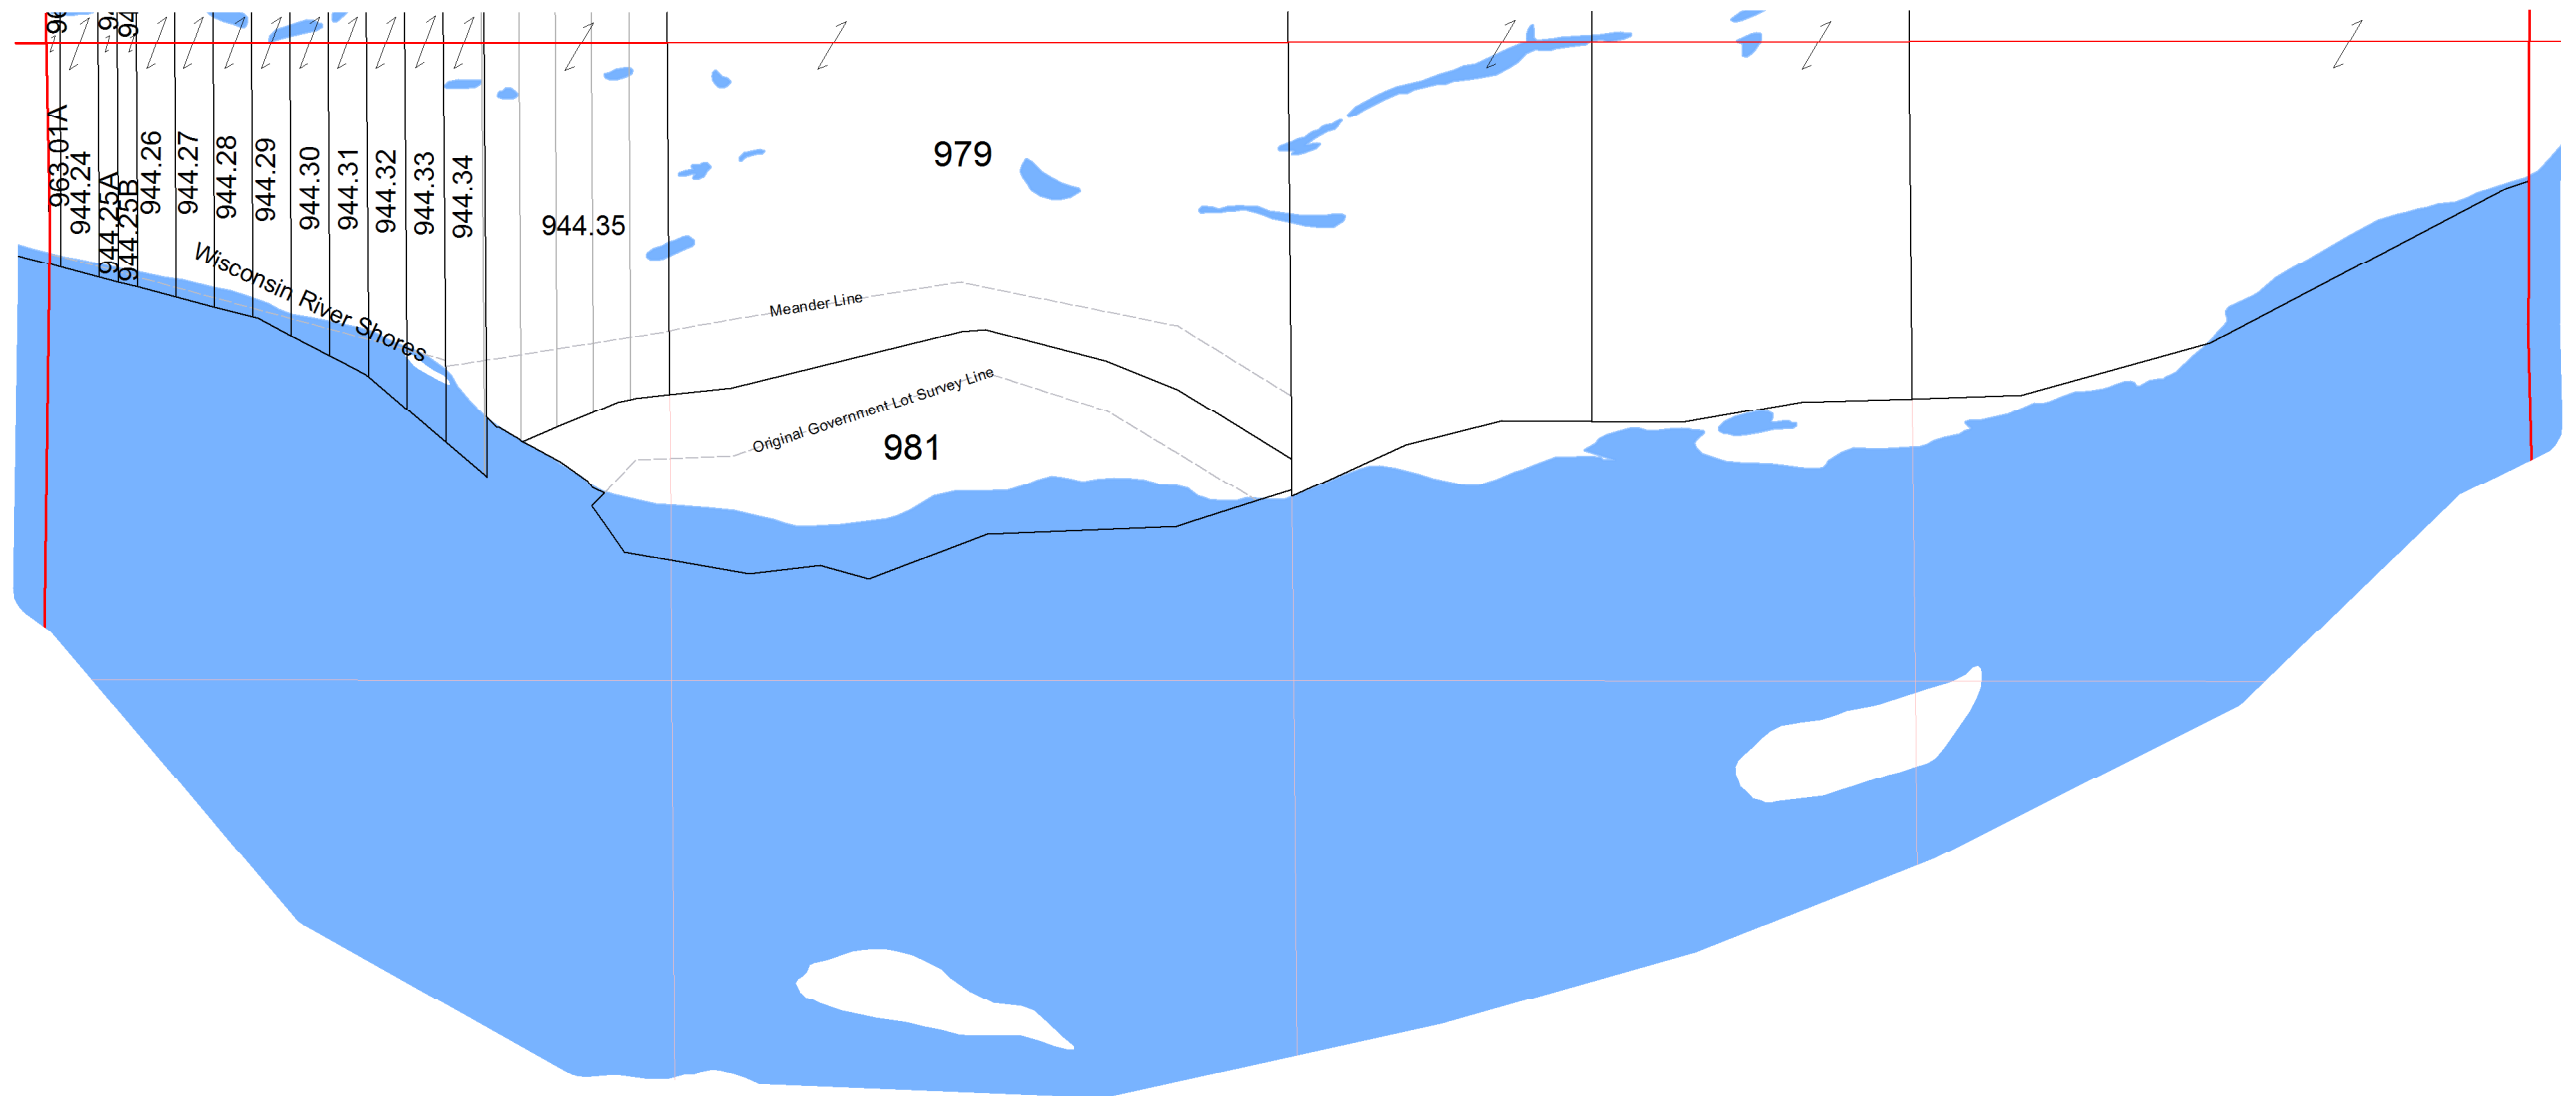 963.01A
944.24
944.25A
944.25B
944.26
944.27
944.28
944.29
944.30
944.31
944.32
944.33
944.34
944.35
979
Wisconsin River Shores
Meander Line
Original Government Lot Survey Line
981